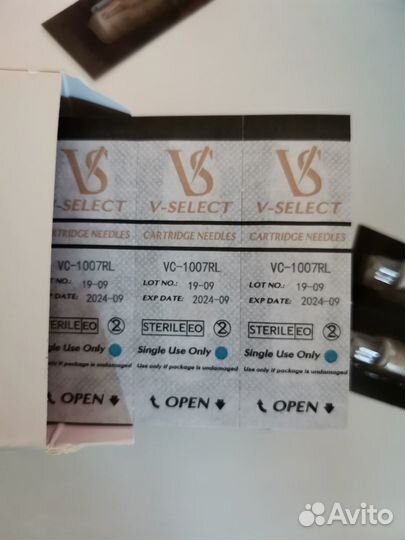 VS
V-SELECT
CARTRIDGE NEEDLES
VC-1007RL
LOT NO.: 19-09
EXP DATE: 2024-09
STERILE EO 2
Single Use Only
Use only if package is undamaged
OPEN
VS
V-SELECT
CARTRIDGE NEEDLES
VC-1007RL
LOT NO.: 19-09
EXP DATE: 2024-09
STERILE EO 2
Single Use Only
Use only if package is undamaged
OPEN
VS
V-SELECT
CARTRIDGE NEEDLES
VC-1007RL
LOT NO.: 19-09
EXP DATE: 2024-09
STERILE EO 2
Single Use Only
Use only if package is undamaged
OPEN
Avito